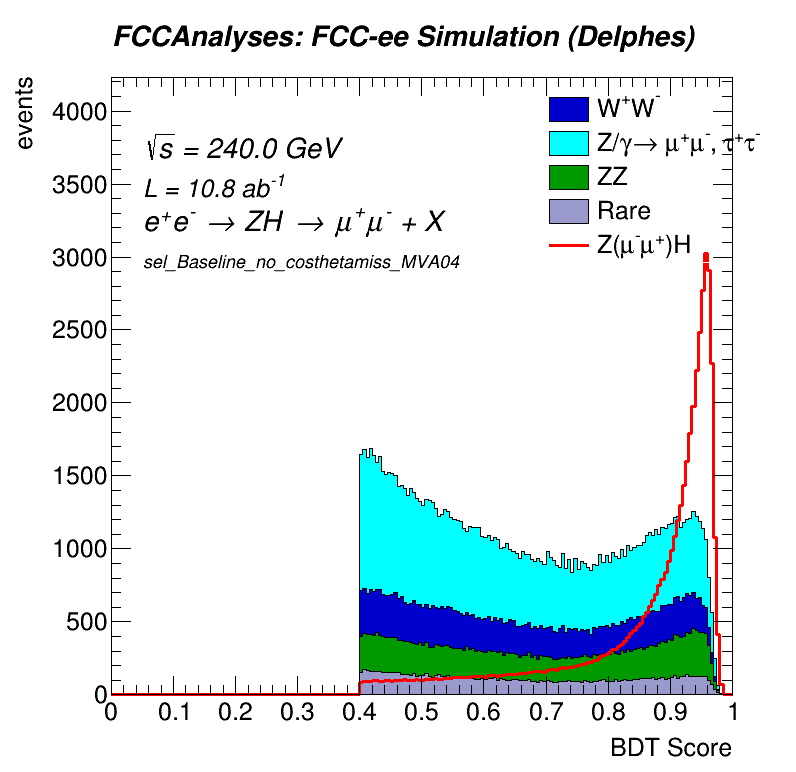 FCCAnalyses: FCC-ee Simulation (Delphes)
events
4000
3500
3000
2500
2000
1500
1000
500
0
√s = 240.0 GeV
L = 10.8 ab⁻¹
e⁺e⁻ → ZH → μ⁺μ⁻ + X
sel_Baseline_no_costhetamiss_MVA04
W⁺W⁻
Z/γ→ μ⁺μ⁻, τ⁺τ⁻
ZZ
Rare
Z(μ⁻μ⁺)H
0 0.1 0.2 0.3 0.4 0.5 0.6 0.7 0.8 0.9 1
BDT Score